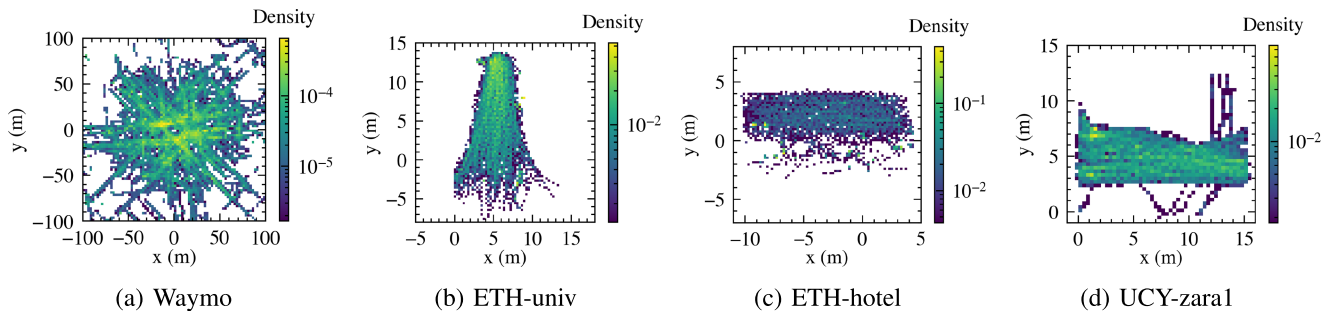 Density
100
50
0
−50
−100
y (m)
−100
−50
0
50
100
x (m)
10⁻⁴
10⁻⁵
(a) Waymo
Density
15
10
5
0
−5
y (m)
−5
0
5
10
15
x (m)
10⁻²
(b) ETH-univ
Density
5
0
−5
y (m)
−10
−5
0
5
x (m)
10⁻¹
10⁻²
(c) ETH-hotel
Density
15
10
5
0
y (m)
0
5
10
15
x (m)
10⁻²
(d) UCY-zara1